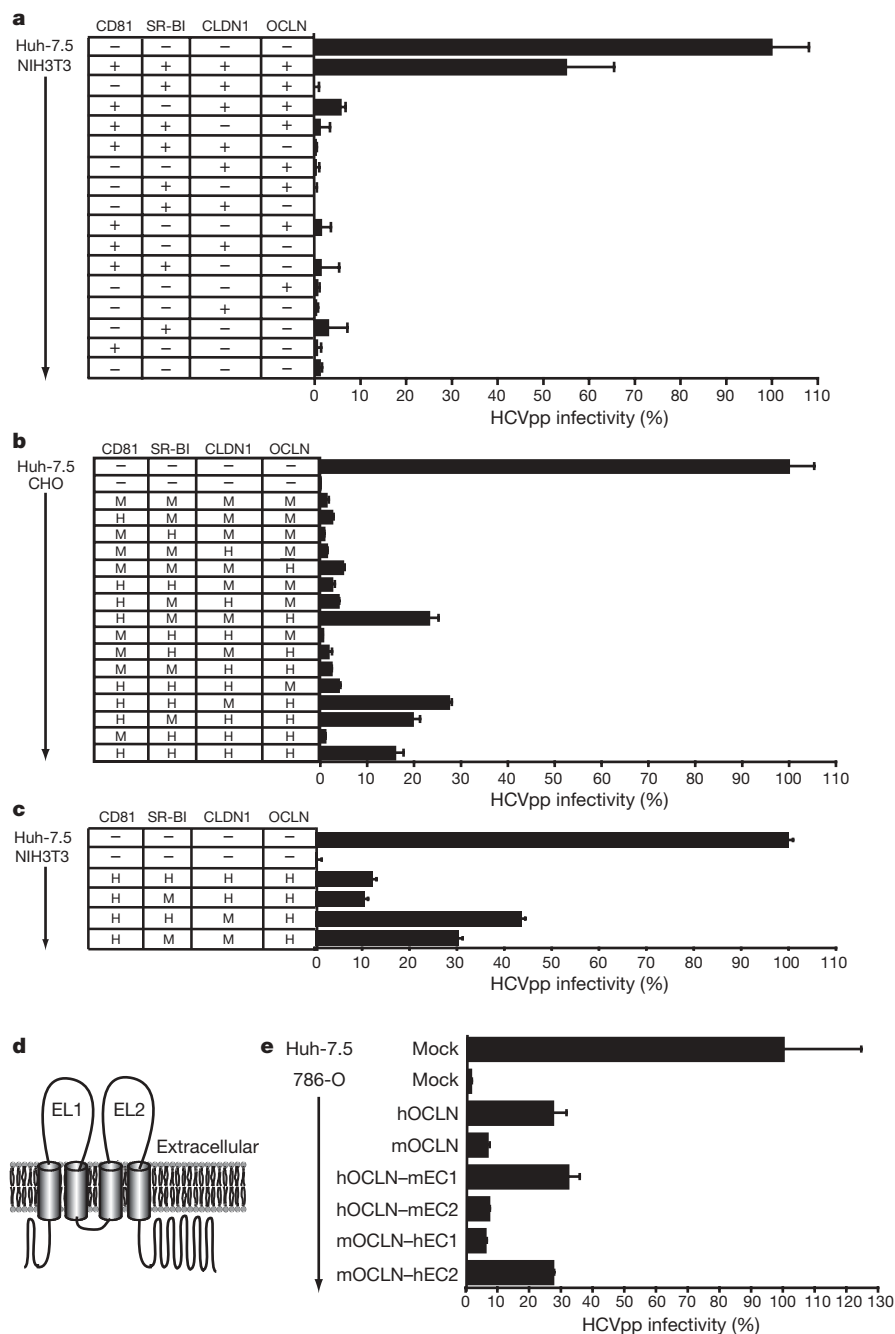 a
CD81 SR-BI CLDN1 OCLN
Huh-7.5 − − − −
NIH3T3 + + + +
− + + +
+ − + +
+ + − +
+ + + −
− − + +
− + − +
− + + −
+ − − +
+ − + −
+ + − −
− − − +
− − + −
− + − −
+ − − −
− − − −
0 10 20 30 40 50 60 70 80 90 100 110
HCVpp infectivity (%)
b
CD81 SR-BI CLDN1 OCLN
Huh-7.5 − − − −
CHO − − − −
M M M M
H M M M
M H M M
M M H M
M M M H
H H M M
H M H M
H M M H
M H H M
M H M H
M M H H
H H H M
H H M H
H M H H
M H H H
H H H H
0 10 20 30 40 50 60 70 80 90 100 110
HCVpp infectivity (%)
c
CD81 SR-BI CLDN1 OCLN
Huh-7.5 − − − −
NIH3T3 − − − −
H H H H
H M H H
H H M H
H M M H
0 10 20 30 40 50 60 70 80 90 100 110
HCVpp infectivity (%)
d
EL1 EL2
Extracellular
e
Huh-7.5 Mock
786-O Mock
hOCLN
mOCLN
hOCLN–mEC1
hOCLN–mEC2
mOCLN–hEC1
mOCLN–hEC2
0 10 20 30 40 50 60 70 80 90 100 110 120 130
HCVpp infectivity (%)